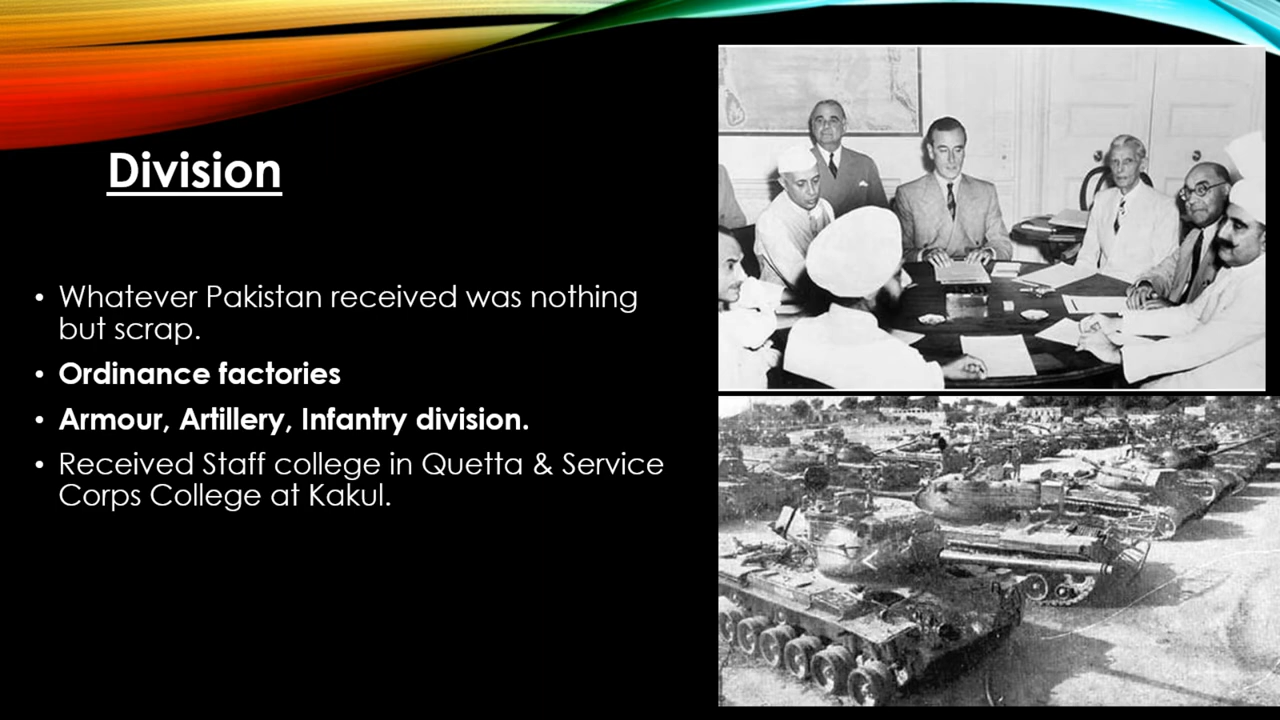 Division
• Whatever Pakistan received was nothing
but scrap.
• Ordinance factories
• Armour, Artillery, Infantry division.
• Received Staff college in Quetta & Service
Corps College at Kakul.